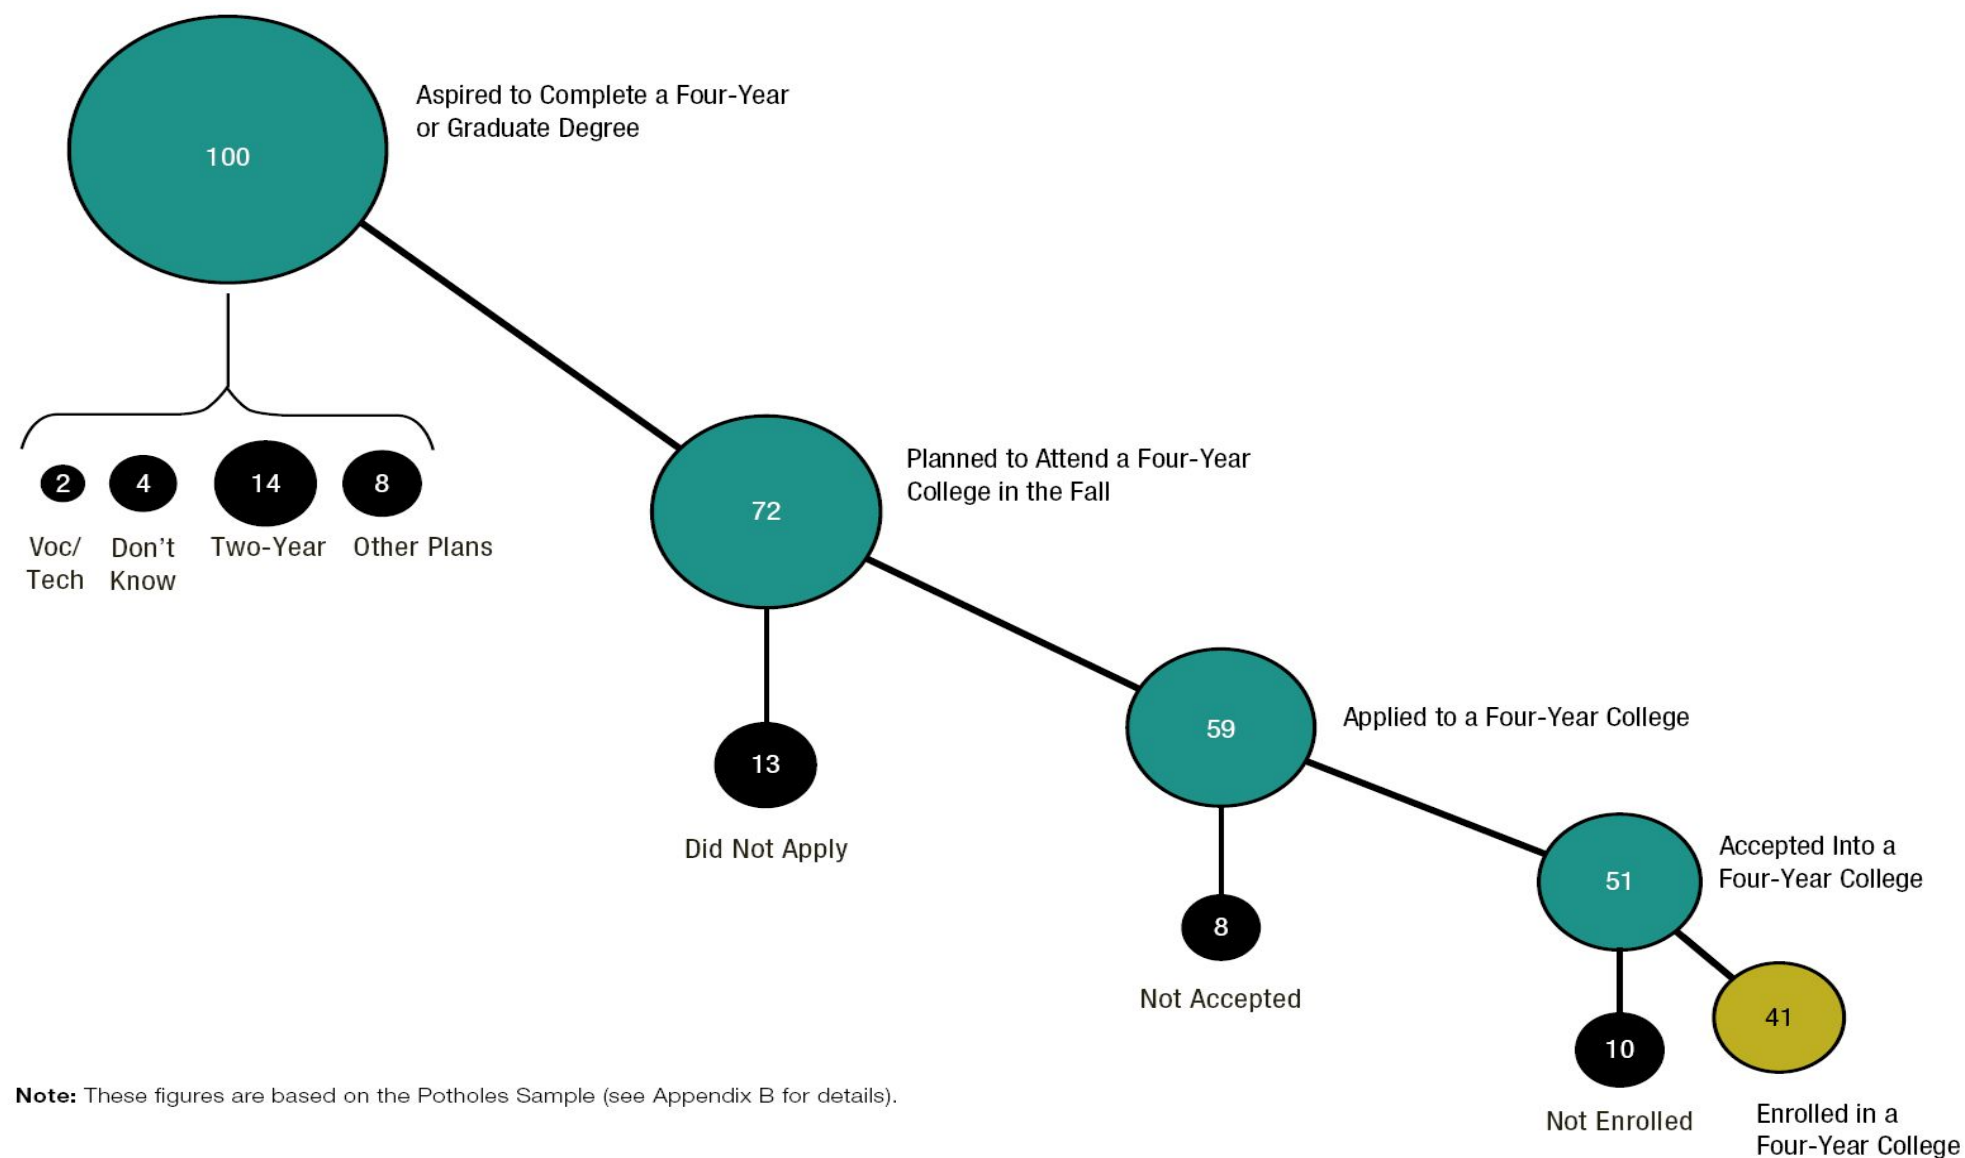 Aspired to Complete a Four-Year
or Graduate Degree
100
2
4
14
8
Voc/
Tech
Don't
Know
Two-Year
Other Plans
Planned to Attend a Four-Year
College in the Fall
72
13
Did Not Apply
59
Applied to a Four-Year College
8
Not Accepted
51
Accepted Into a
Four-Year College
10
Not Enrolled
41
Enrolled in a
Four-Year College
Note: These figures are based on the Potholes Sample (see Appendix B for details).